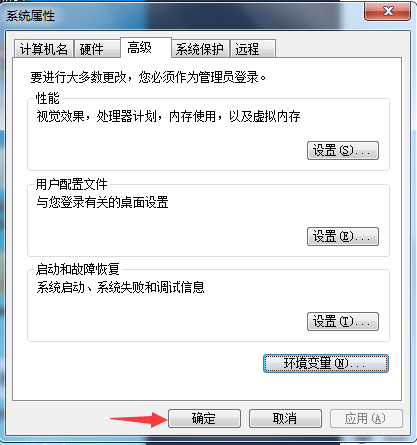 系统属性
计算机名 硬件 高级 系统保护 远程
要进行大多数更改，您必须作为管理员登录。
性能
视觉效果，处理器计划，内存使用，以及虚拟内存
设置(S)...
用户配置文件
与您登录有关的桌面设置
设置(E)...
启动和故障恢复
系统启动、系统失败和调试信息
设置(T)...
环境变量(N)...
确定 取消 应用(A)